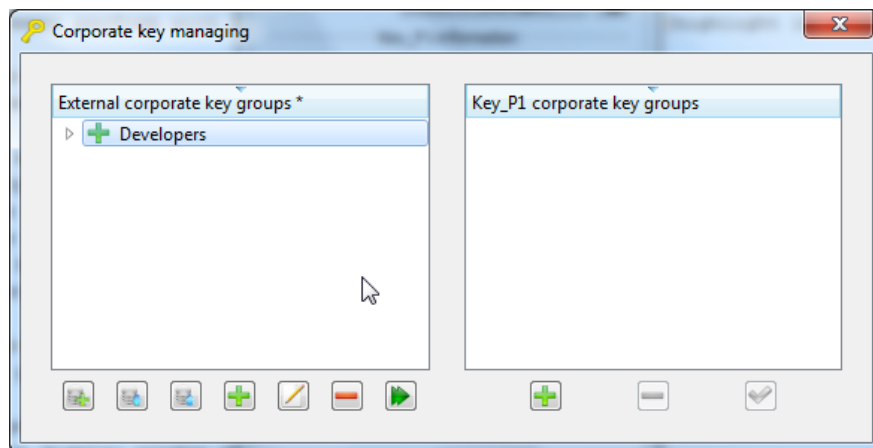 Corporate key managing
External corporate key groups *
Key_P1 corporate key groups
Developers